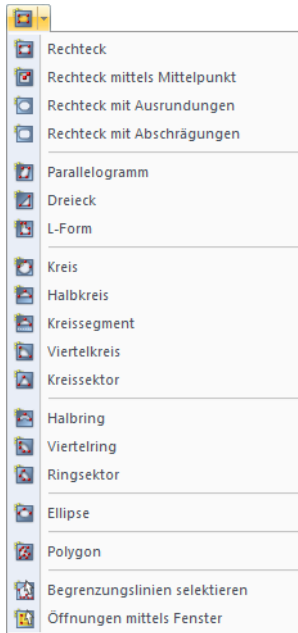 Rechteck
Rechteck mittels Mittelpunkt
Rechteck mit Ausrundungen
Rechteck mit Abschrägungen
Parallelogramm
Dreieck
L-Form
Kreis
Halbkreis
Kreissegment
Viertelkreis
Kreissektor
Halbring
Viertelring
Ringsektor
Ellipse
Polygon
Begrenzungslinien selektieren
Öffnungen mittels Fenster